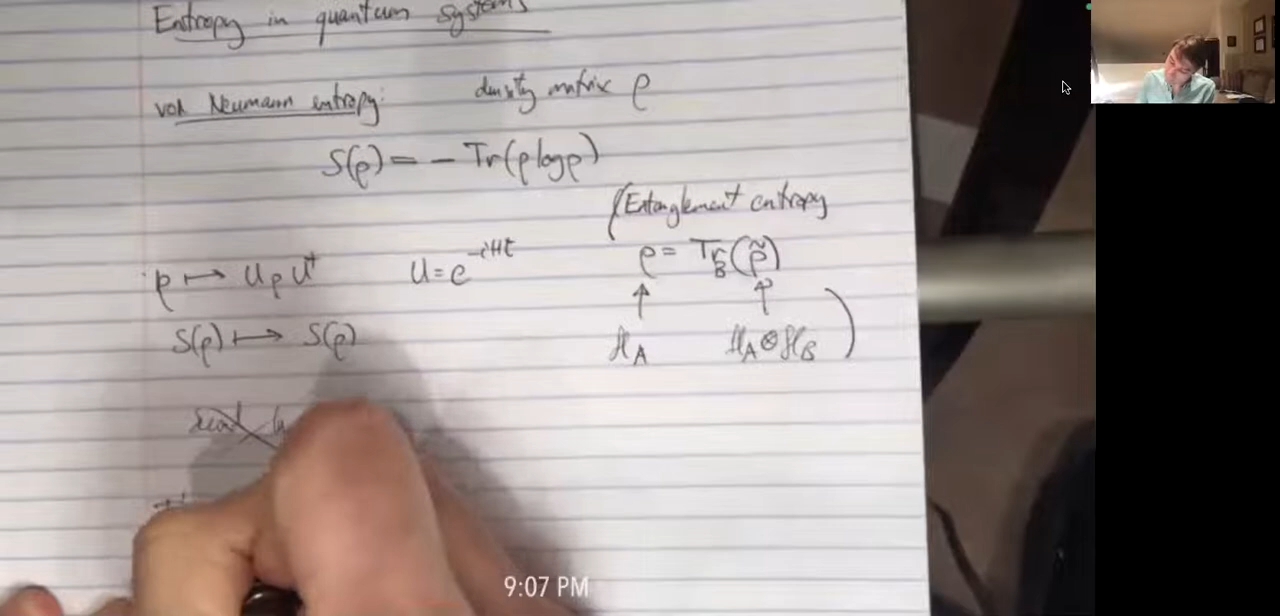 Entropy in quantum systems
von Neumann entropy: density matrix ρ
S(ρ) = - Tr(ρ log ρ)
(Entanglement entropy
ρ = Tr_B(ρ̃)
↑ ↑
ℋ_A ℋ_A ⊗ ℋ_B )
ρ ↦ UρU† U = e^{-iHt}
S(ρ) ↦ S(ρ)
9:07 PM